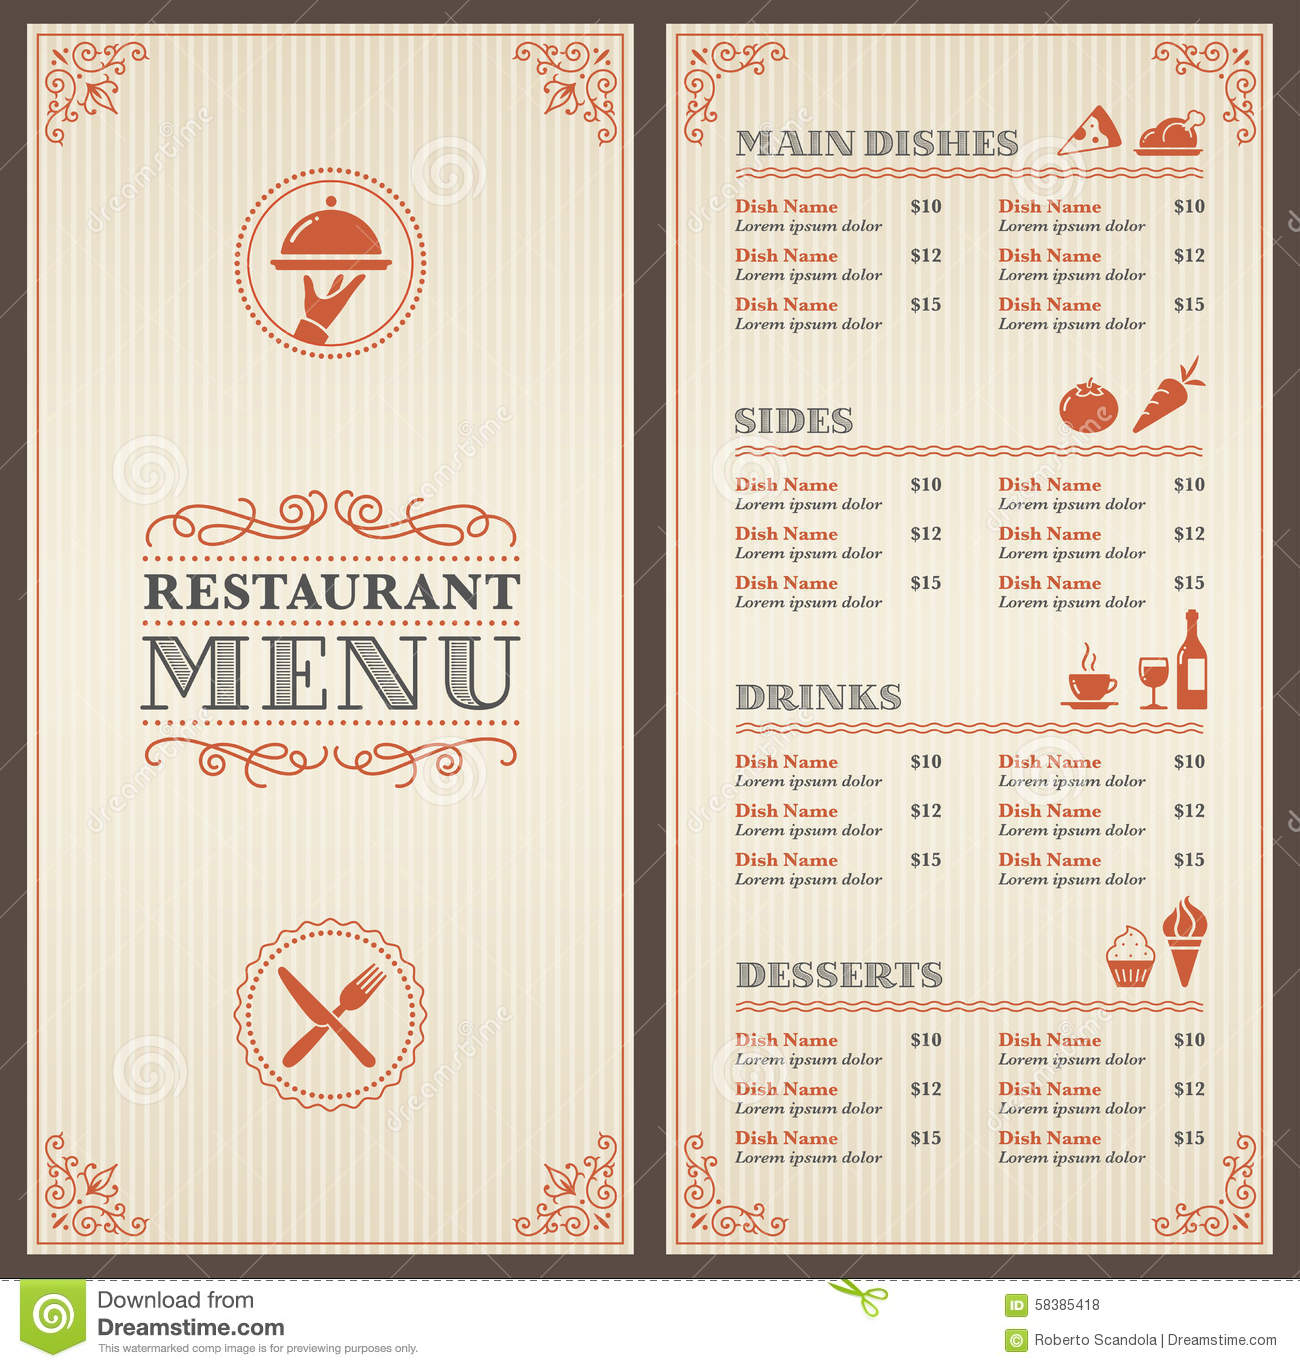 RESTAURANT
MENU
MAIN DISHES
Dish Name $10 Dish Name $10
Lorem ipsum dolor Lorem ipsum dolor
Dish Name $12 Dish Name $12
Lorem ipsum dolor Lorem ipsum dolor
Dish Name $15 Dish Name $15
Lorem ipsum dolor Lorem ipsum dolor
SIDES
Dish Name $10 Dish Name $10
Lorem ipsum dolor Lorem ipsum dolor
Dish Name $12 Dish Name $12
Lorem ipsum dolor Lorem ipsum dolor
Dish Name $15 Dish Name $15
Lorem ipsum dolor Lorem ipsum dolor
DRINKS
Dish Name $10 Dish Name $10
Lorem ipsum dolor Lorem ipsum dolor
Dish Name $12 Dish Name $12
Lorem ipsum dolor Lorem ipsum dolor
Dish Name $15 Dish Name $15
Lorem ipsum dolor Lorem ipsum dolor
DESSERTS
Dish Name $10 Dish Name $10
Lorem ipsum dolor Lorem ipsum dolor
Dish Name $12 Dish Name $12
Lorem ipsum dolor Lorem ipsum dolor
Dish Name $15 Dish Name $15
Lorem ipsum dolor Lorem ipsum dolor
Download from
Dreamstime.com
This watermarked comp image is for previewing purposes only.
ID 58385418
© Roberto Scandola | Dreamstime.com